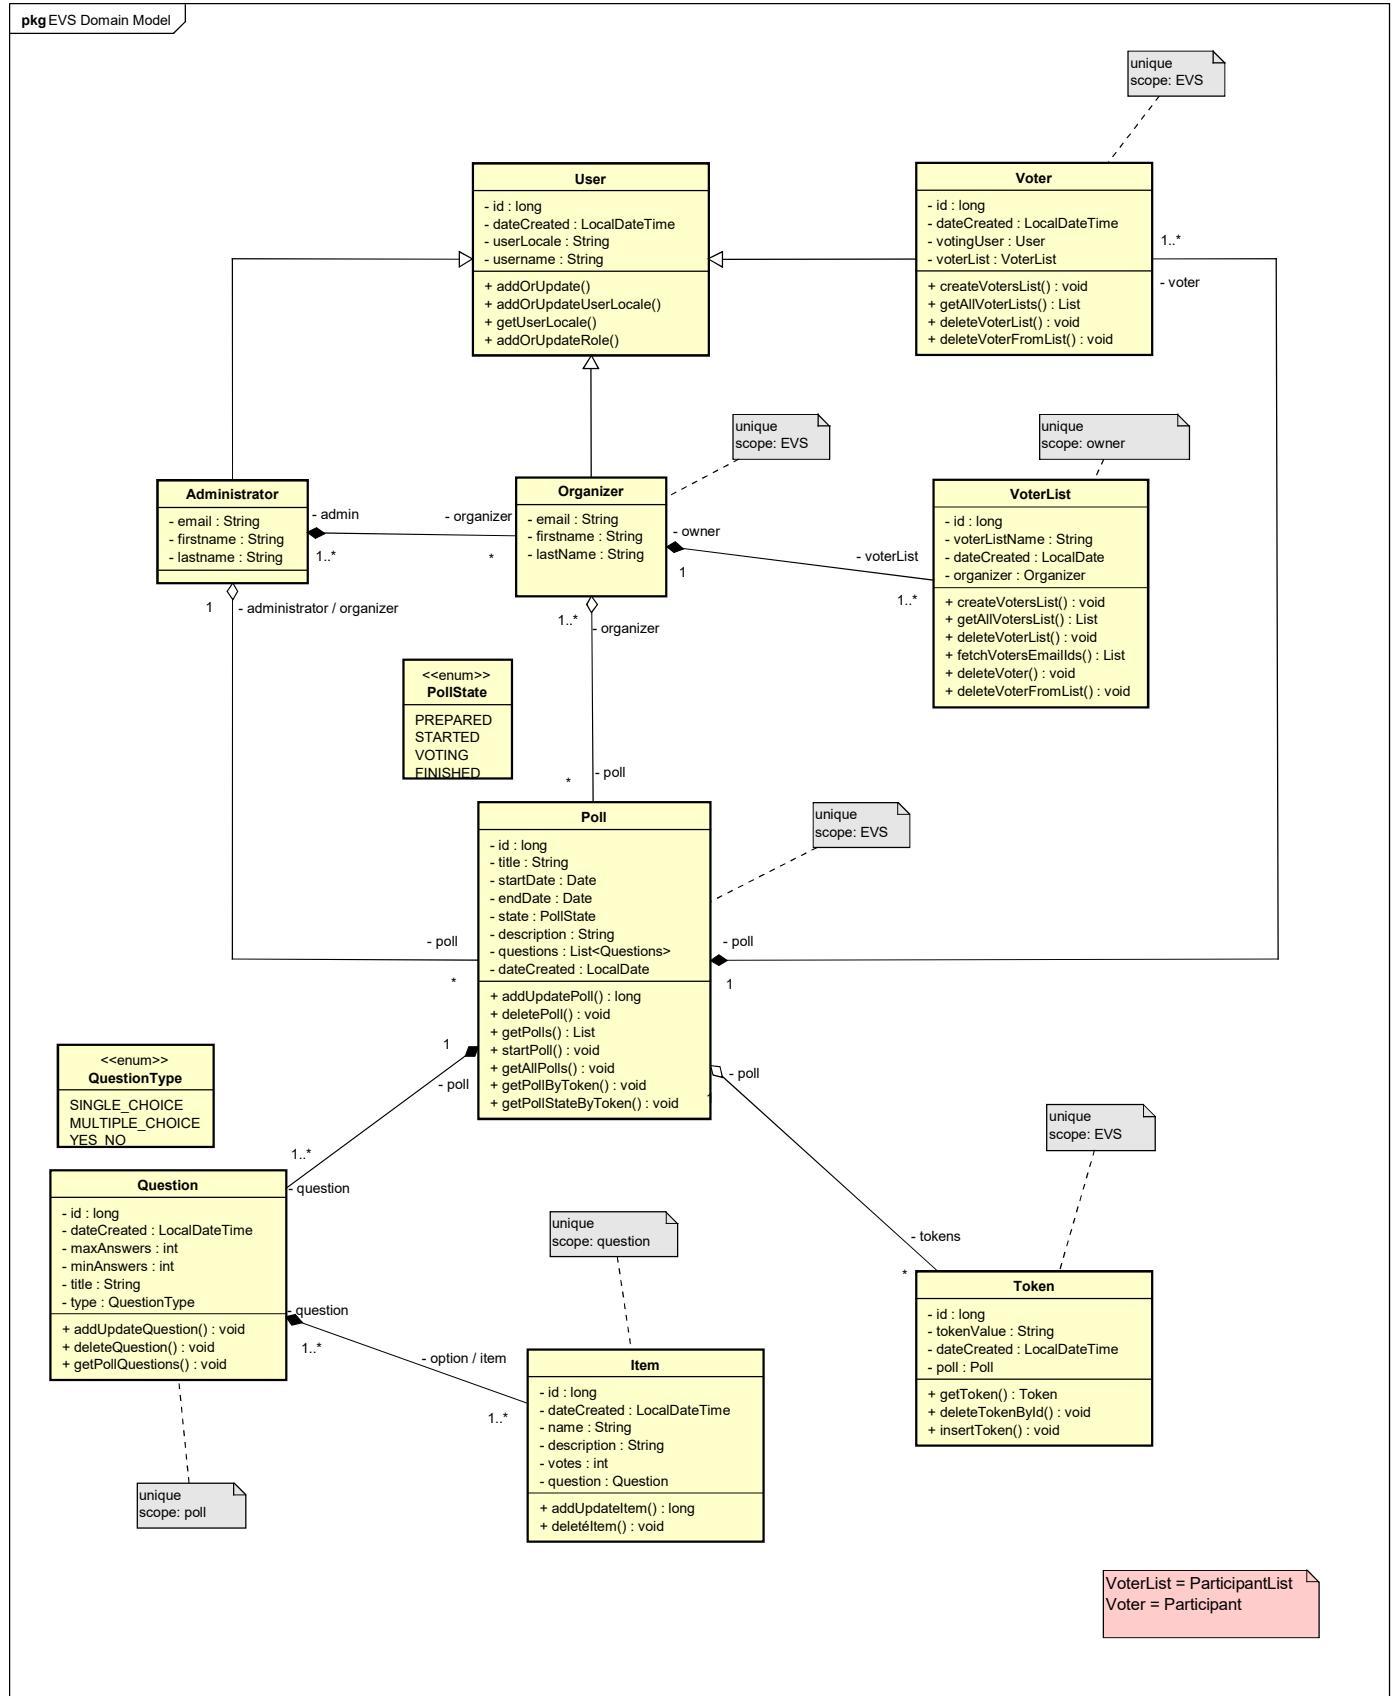 pkg EVS Domain Model
unique
scope: EVS
User
- id : long
- dateCreated : LocalDateTime
- userLocale : String
- username : String
+ addOrUpdate()
+ addOrUpdateUserLocale()
+ getUserLocale()
+ addOrUpdateRole()
Voter
- id : long
- dateCreated : LocalDateTime
- votingUser : User
- voterList : VoterList
+ createVotersList() : void
+ getAllVoterLists() : List
+ deleteVoterList() : void
+ deleteVoterFromList() : void
1..*
- voter
unique
scope: EVS
unique
scope: owner
Administrator
- email : String
- firstname : String
- lastname : String
- admin
1..*
- organizer
*
Organizer
- email : String
- firstname : String
- lastName : String
- owner
1
- voterList
1..*
VoterList
- id : long
- voterListName : String
- dateCreated : LocalDate
- organizer : Organizer
+ createVotersList() : void
+ getAllVotersList() : List
+ deleteVoterList() : void
+ fetchVotersEmailIds() : List
+ deleteVoter() : void
+ deleteVoterFromList() : void
1
- administrator / organizer
1..*
- organizer
<<enum>>
PollState
PREPARED
STARTED
VOTING
FINISHED
- poll
*
Poll
- id : long
- title : String
- startDate : Date
- endDate : Date
- state : PollState
- description : String
- questions : List<Questions>
- dateCreated : LocalDate
+ addUpdatePoll() : long
+ deletePoll() : void
+ getPolls() : List
+ startPoll() : void
+ getAllPolls() : void
+ getPollByToken() : void
+ getPollStateByToken() : void
unique
scope: EVS
- poll
*
- poll
1
1
- poll
- poll
<<enum>>
QuestionType
SINGLE_CHOICE
MULTIPLE_CHOICE
YES_NO
1..*
- question
Question
- id : long
- dateCreated : LocalDateTime
- maxAnswers : int
- minAnswers : int
- title : String
- type : QuestionType
+ addUpdateQuestion() : void
+ deleteQuestion() : void
+ getPollQuestions() : void
unique
scope: EVS
unique
scope: question
- tokens
*
- question
1..*
- option / item
1..*
Item
- id : long
- dateCreated : LocalDateTime
- name : String
- description : String
- votes : int
- question : Question
+ addUpdateItem() : long
+ deletéItem() : void
Token
- id : long
- tokenValue : String
- dateCreated : LocalDateTime
- poll : Poll
+ getToken() : Token
+ deleteTokenById() : void
+ insertToken() : void
unique
scope: poll
VoterList = ParticipantList
Voter = Participant